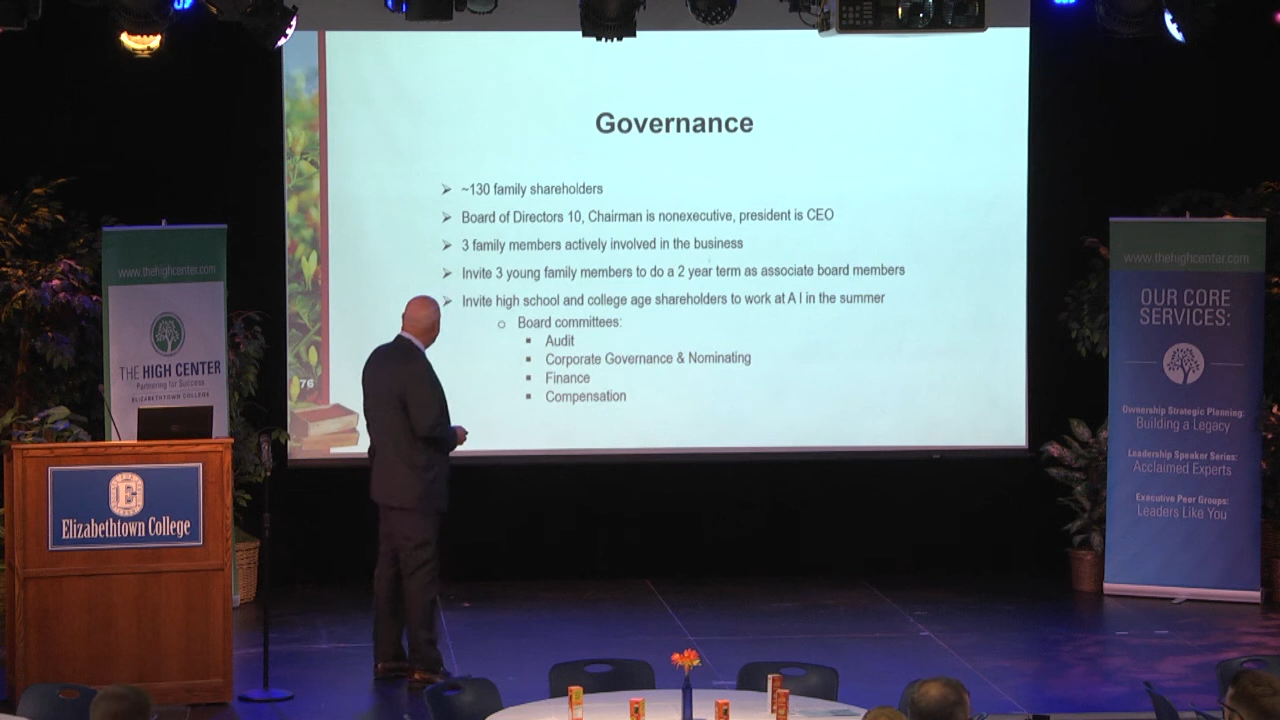 Governance
~130 family shareholders
Board of Directors 10, Chairman is nonexecutive, president is CEO
3 family members actively involved in the business
Invite 3 young family members to do a 2 year term as associate board members
Invite high school and college age shareholders to work at A I in the summer
Board committees:
Audit
Corporate Governance & Nominating
Finance
Compensation
76
www.thehighcenter.com
THE HIGH CENTER
Partnering for Success
ELIZABETHTOWN COLLEGE
E
Elizabethtown College
www.thehighcenter.com
OUR CORE
SERVICES:
Ownership Strategic Planning:
Building a Legacy
Leadership Speaker Series:
Acclaimed Experts
Executive Peer Groups:
Leaders Like You